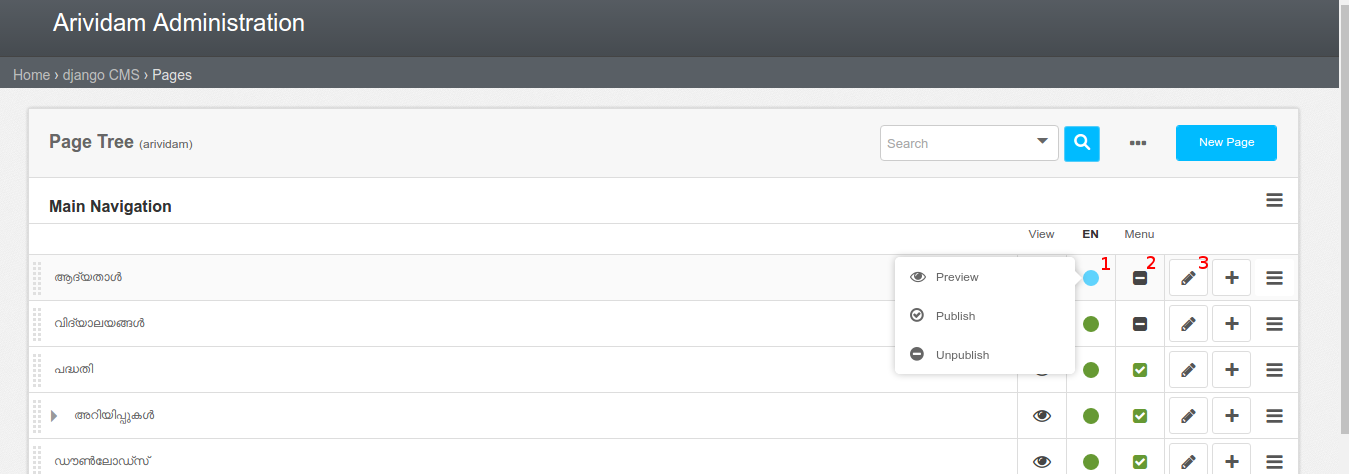 Arividam Administration
Home › django CMS › Pages
Page Tree (arividam)
Search
New Page
Main Navigation
View EN Menu
ആദ്യതാൾ
1 2 3
Preview
Publish
Unpublish
വിദ്യാലയങ്ങൾ
പദ്ധതി
അറിയിപ്പുകൾ
ഡൗൺലോഡ്സ്